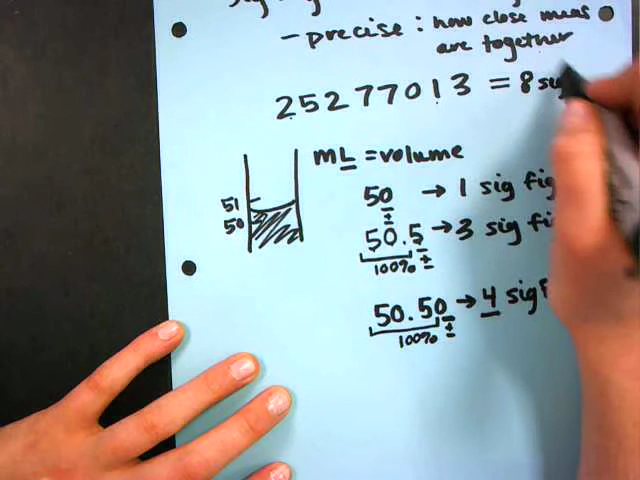 - precise : how close meas
are together
25277013 = 8
mL = volume
51
50
50 → 1 sig fig
±
50.5 → 3 sig
100% ±
50.50 → 4 sig
100% ±